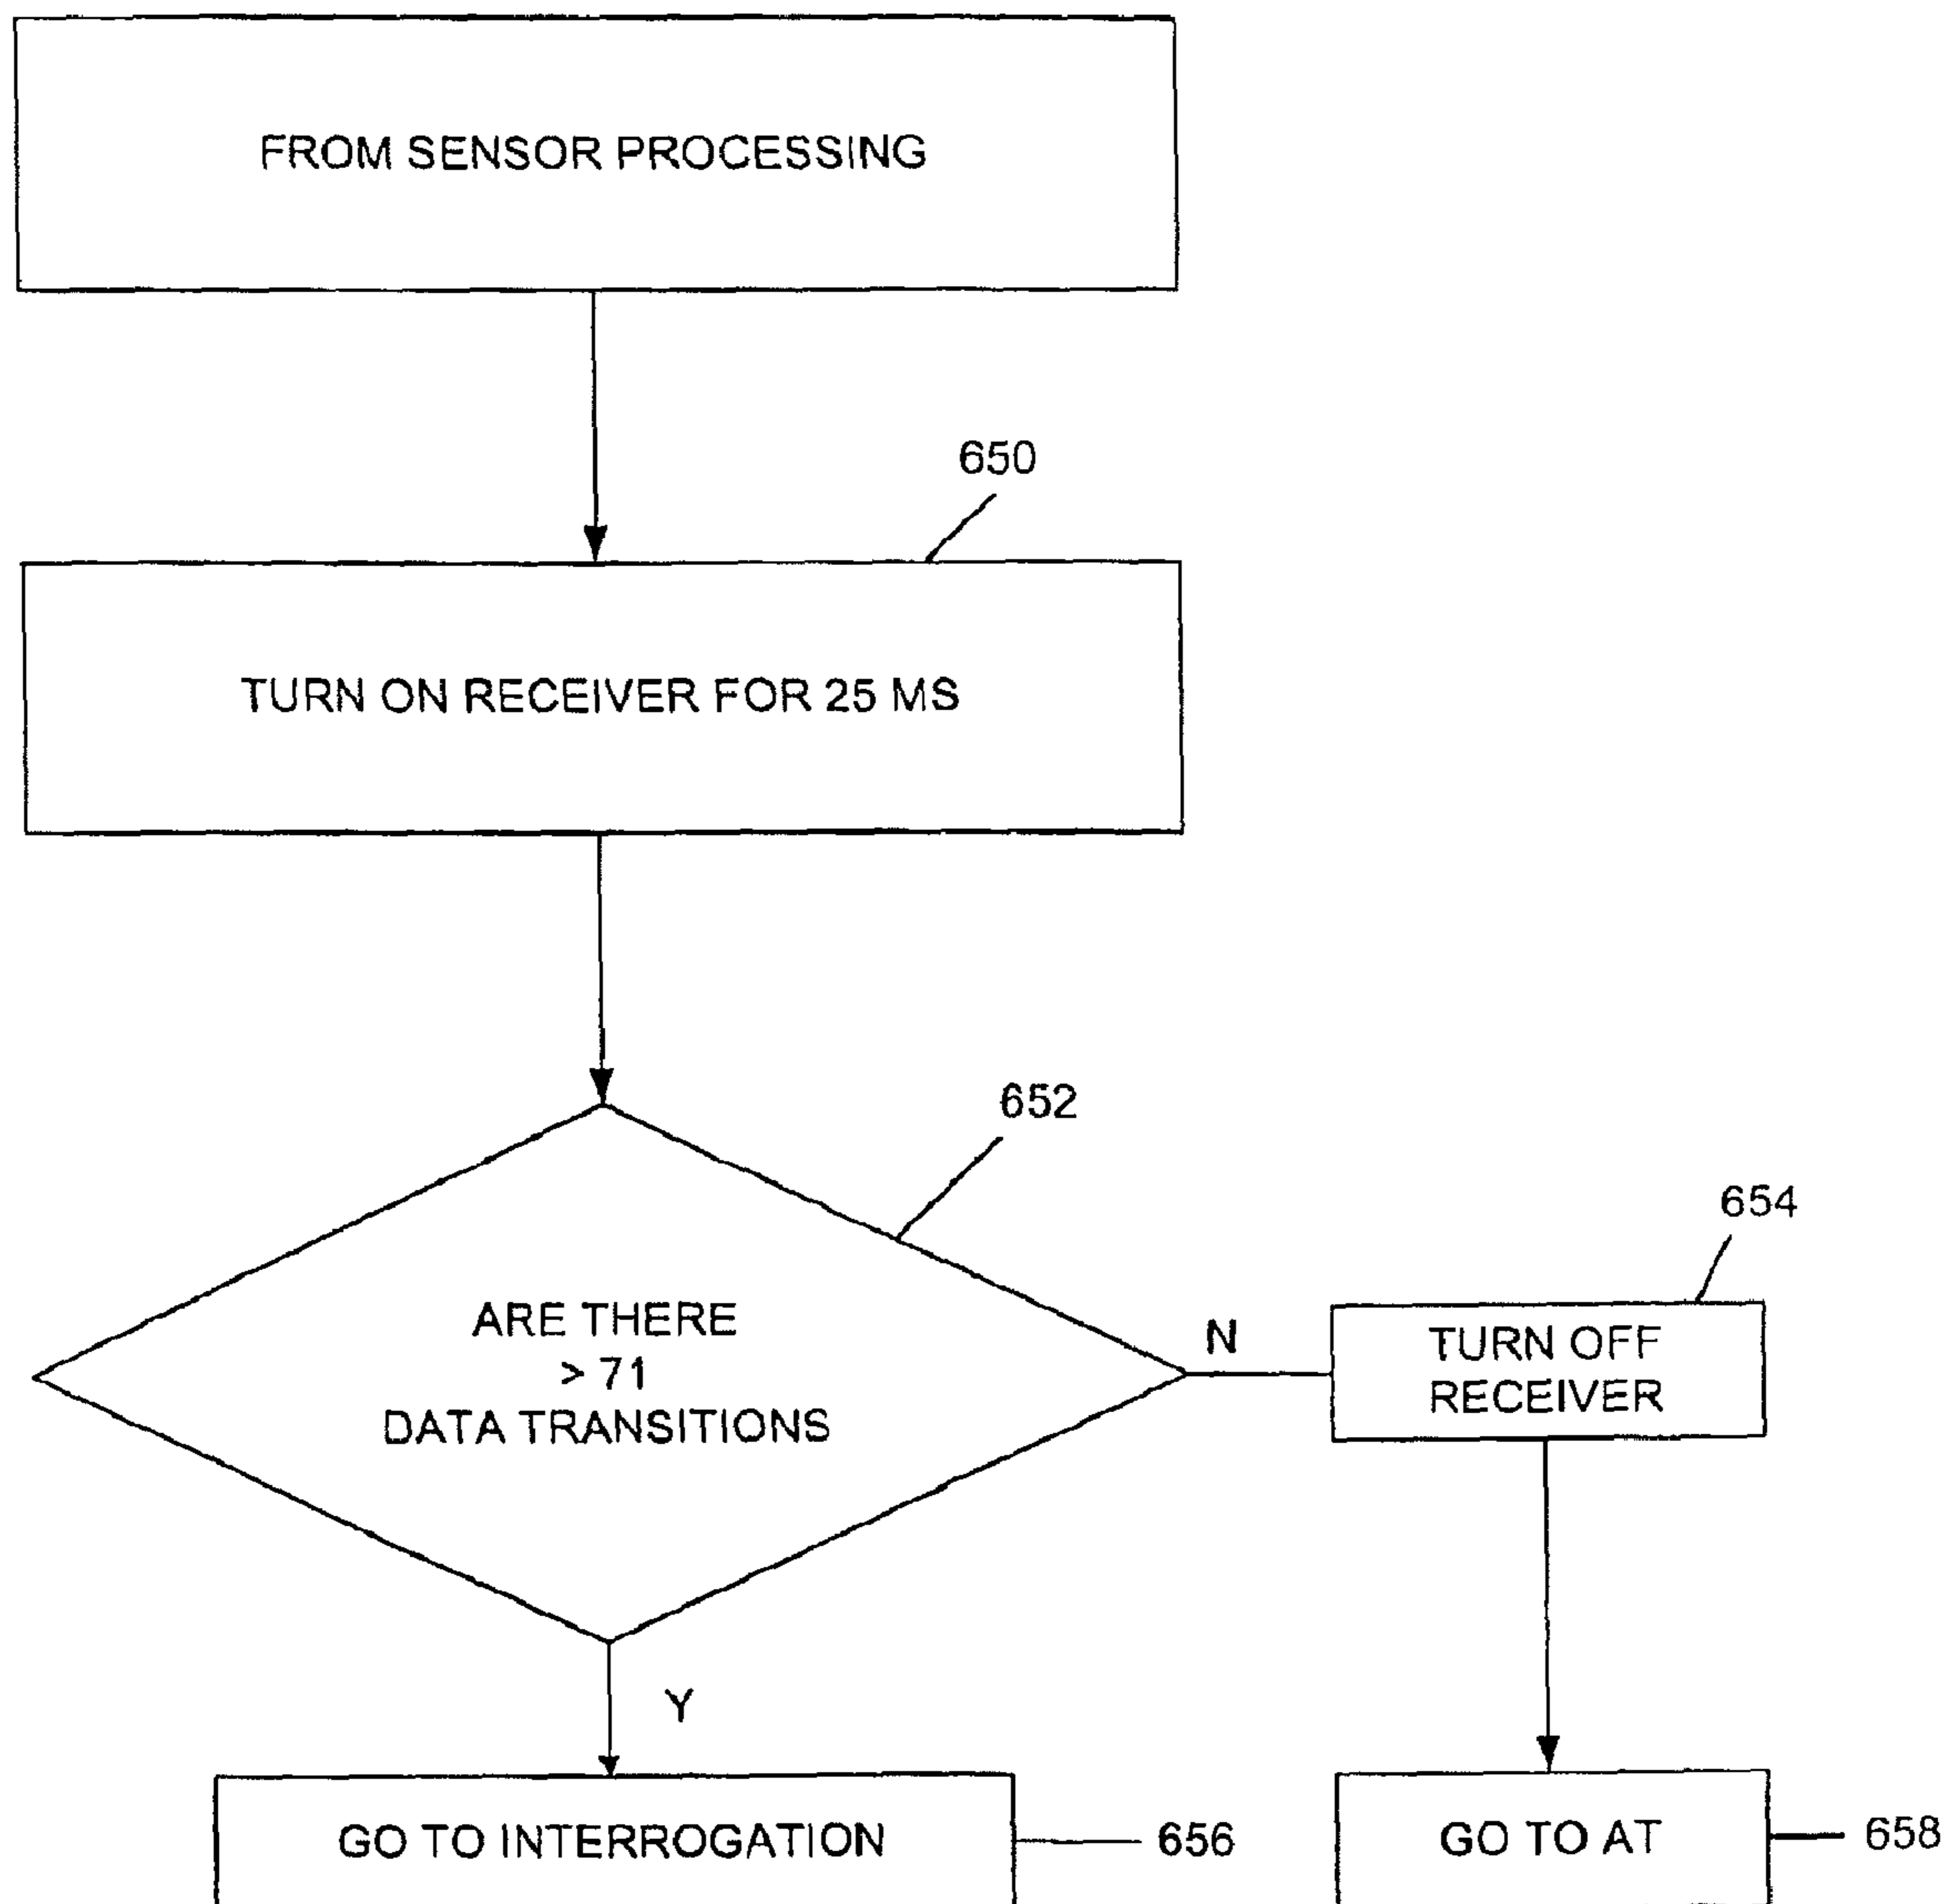 FROM SENSOR PROCESSING
650
TURN ON RECEIVER FOR 25 MS
652
ARE THERE
> 71
DATA TRANSITIONS
N
654
TURN OFF
RECEIVER
Y
GO TO INTERROGATION
656
GO TO AT
658